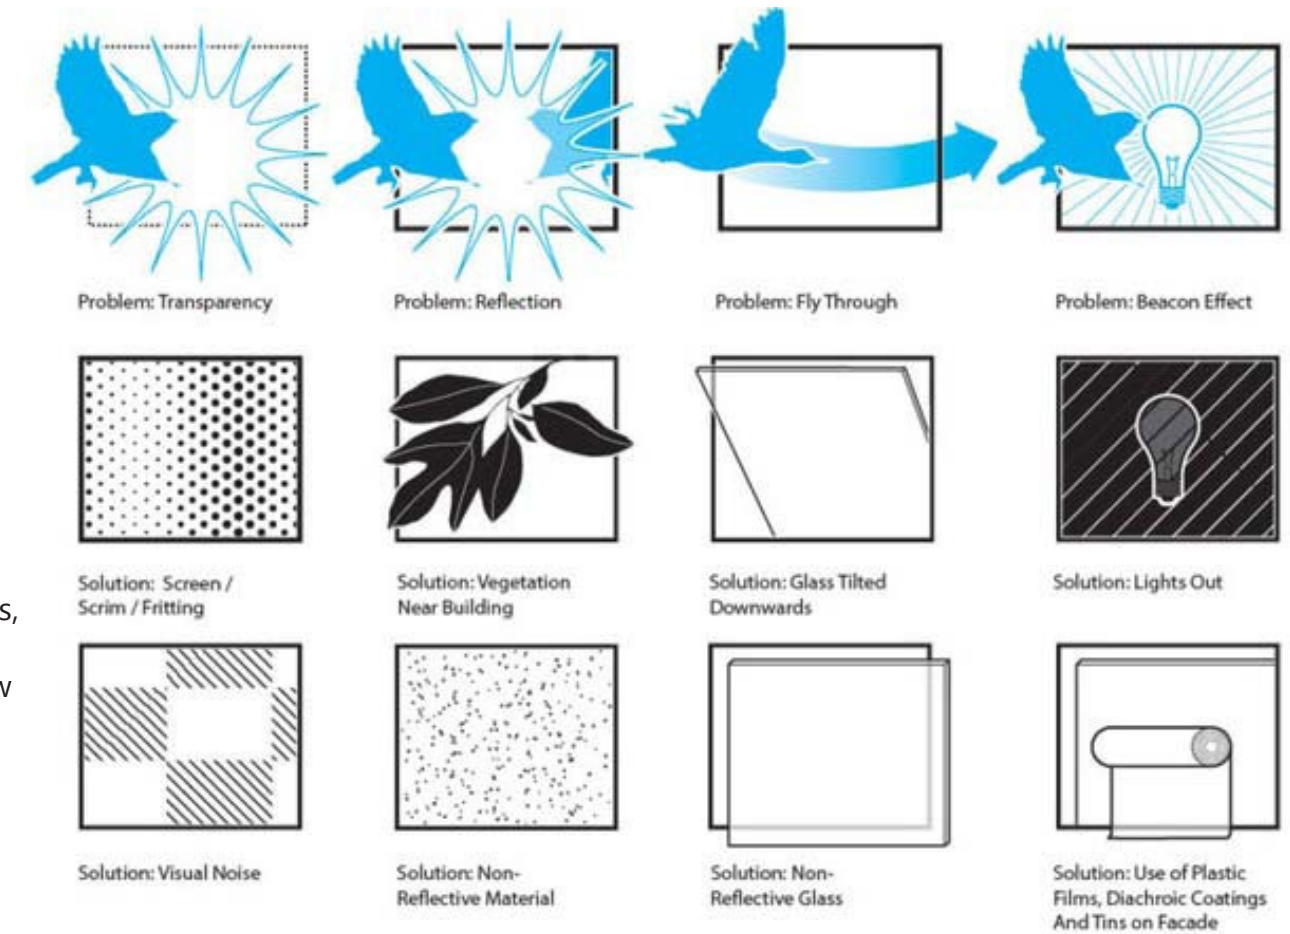 Problem: Transparency
Problem: Reflection
Problem: Fly Through
Problem: Beacon Effect
Solution: Screen /
Scrim / Fritting
Solution: Vegetation
Near Building
Solution: Glass Tilted
Downwards
Solution: Lights Out
s,
w
Solution: Visual Noise
Solution: Non-
Reflective Material
Solution: Non-
Reflective Glass
Solution: Use of Plastic
Films, Diachroic Coatings
And Tins on Facade